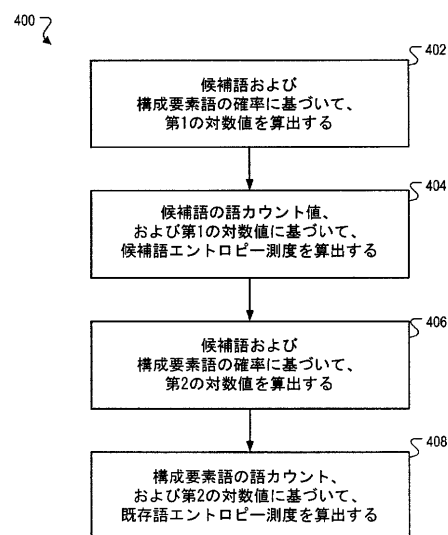 400
402
候補語および
構成要素語の確率に基づいて、
第1の対数値を算出する
404
候補語の語カウント値、
および第1の対数値に基づいて、
候補語エントロピー測度を算出する
406
候補語および
構成要素語の確率に基づいて、
第2の対数値を算出する
408
構成要素語の語カウント、
および第2の対数値に基づいて、
既存語エントロピー測度を算出する